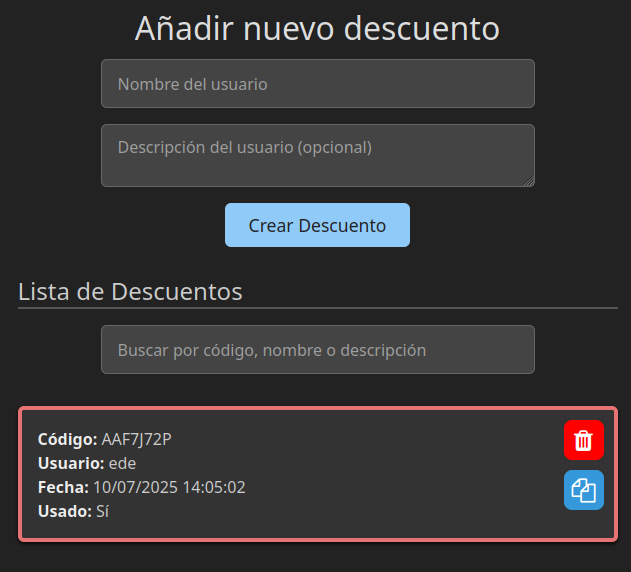 Añadir nuevo descuento
Nombre del usuario
Descripción del usuario (opcional)
Crear Descuento
Lista de Descuentos
Buscar por código, nombre o descripción
Código: AAF7J72P
Usuario: ede
Fecha: 10/07/2025 14:05:02
Usado: Sí